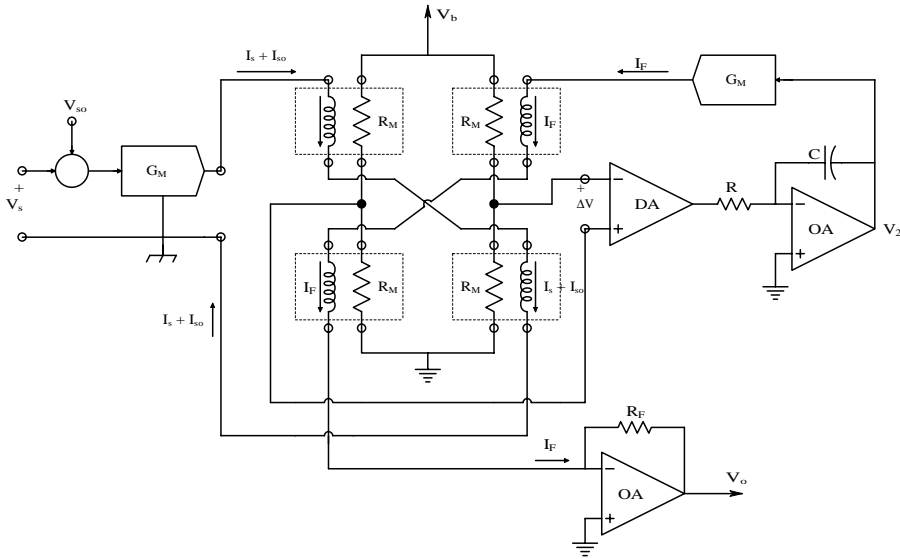 V_b
I_s + I_so
I_F
G_M
V_so
R_M
R_M
I_F
G_M
C
+
V_s
+
ΔV
−
DA
+
R
−
OA
+
V_2
I_F
R_M
R_M
I_s + I_so
I_s + I_so
R_F
I_F
−
OA
+
V_o